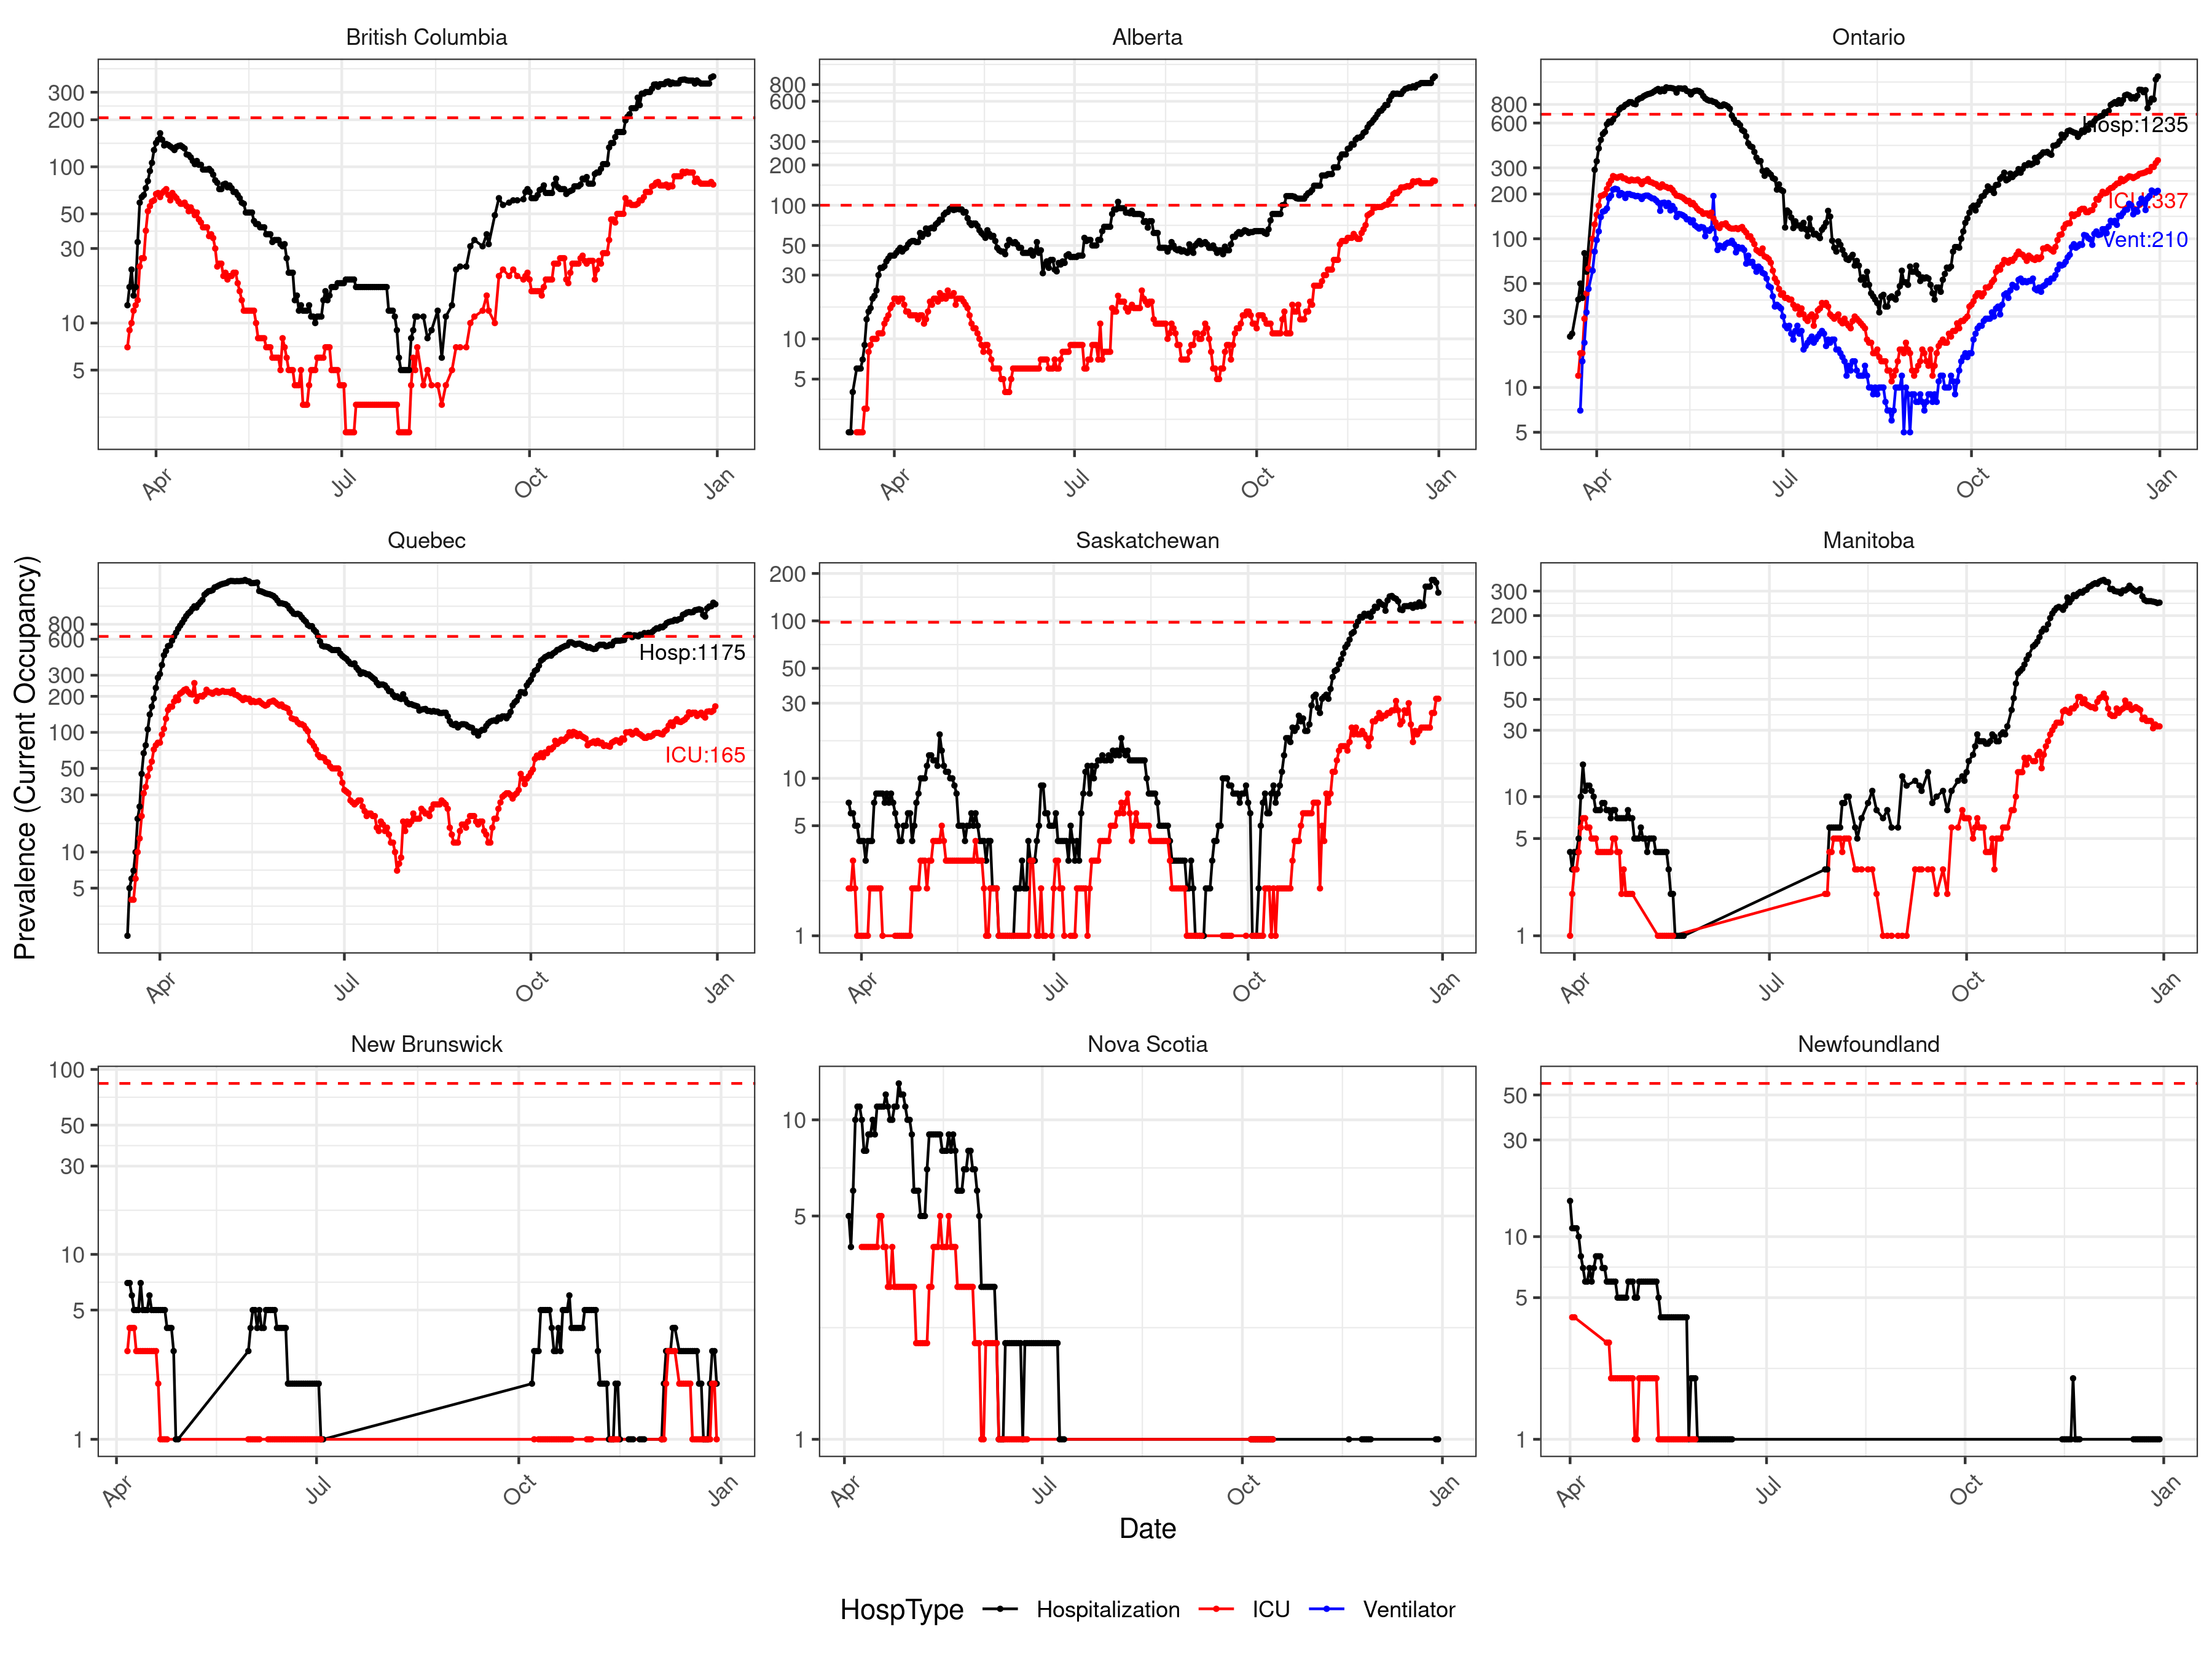 British Columbia
300
200
100
50
30
10
5
Apr
Jul
Oct
Jan
Alberta
800
600
300
200
100
50
30
10
5
Apr
Jul
Oct
Jan
Ontario
800
600
300
200
100
50
30
10
5
Hosp:1235
ICU:337
Vent:210
Apr
Jul
Oct
Jan
Prevalence (Current Occupancy)
Quebec
800
600
300
200
100
50
30
10
5
Hosp:1175
ICU:165
Apr
Jul
Oct
Jan
Saskatchewan
200
100
50
30
10
5
1
Apr
Jul
Oct
Jan
Manitoba
300
200
100
50
30
10
5
1
Apr
Jul
Oct
Jan
New Brunswick
100
50
30
10
5
1
Apr
Jul
Oct
Jan
Nova Scotia
10
5
1
Apr
Jul
Oct
Jan
Newfoundland
50
30
10
5
1
Apr
Jul
Oct
Jan
Date
HospType Hospitalization ICU Ventilator